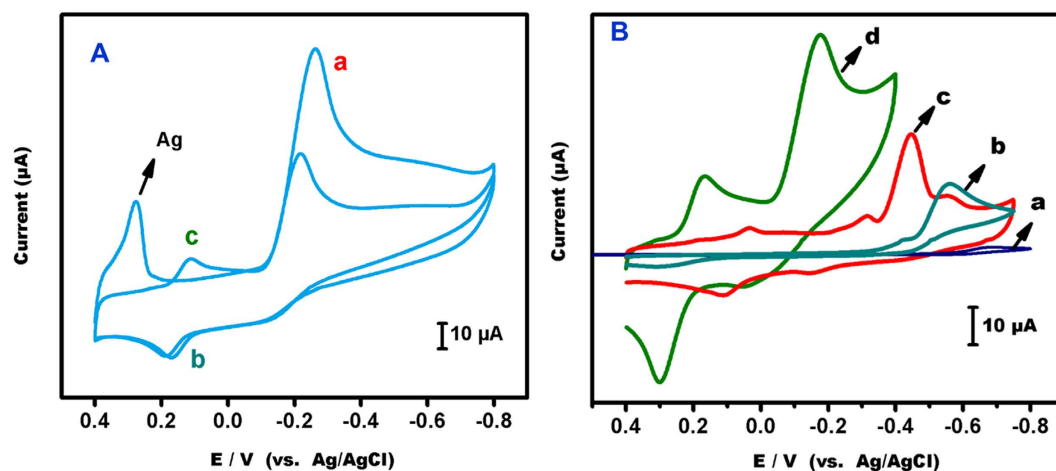 A
Current (µA)
Ag
a
c
b
10 µA
0.4 0.2 0.0 -0.2 -0.4 -0.6 -0.8
E / V (vs. Ag/AgCl)
B
Current (µA)
d
c
b
a
10 µA
0.4 0.2 0.0 -0.2 -0.4 -0.6 -0.8
E / V (vs. Ag/AgCl)